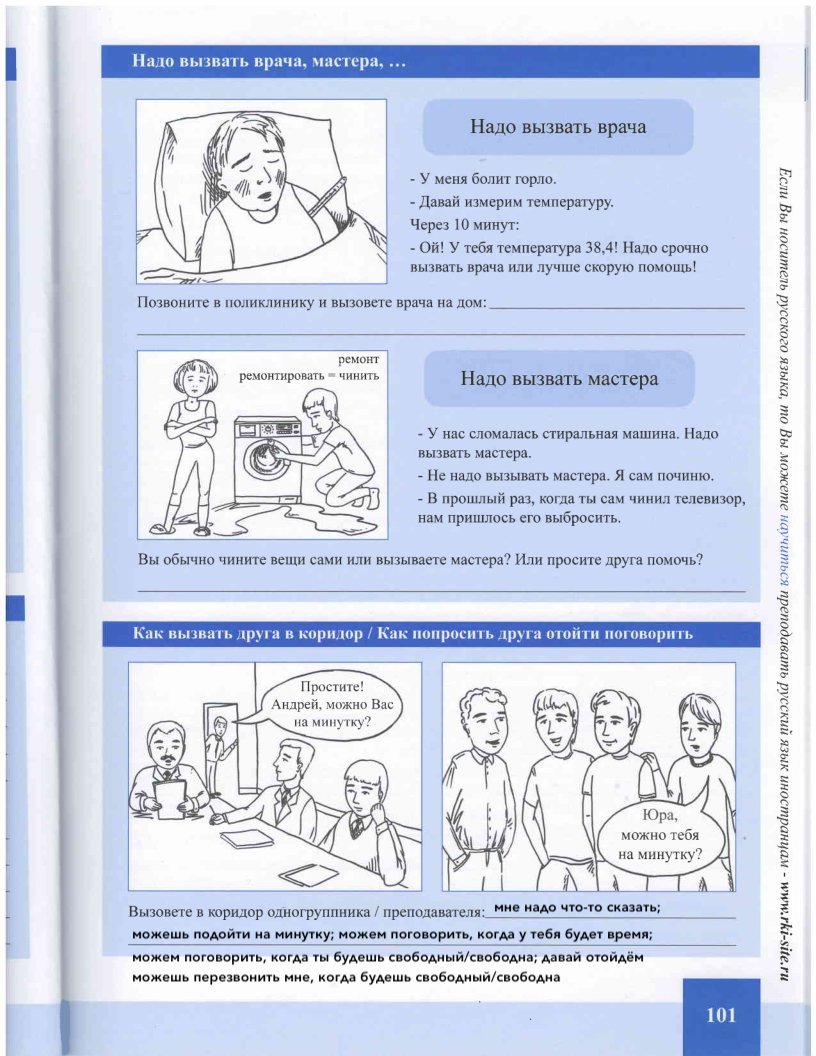 Надо вызвать врача, мастера, …
Надо вызвать врача
- У меня болит горло.
- Давай измерим температуру.
Через 10 минут:
- Ой! У тебя температура 38,4! Надо срочно
вызвать врача или лучше скорую помощь!
Позвоните в поликлинику и вызовете врача на дом:
ремонт
ремонтировать = чинить
Надо вызвать мастера
- У нас сломалась стиральная машина. Надо
вызвать мастера.
- Не надо вызывать мастера. Я сам починю.
- В прошлый раз, когда ты сам чинил телевизор,
нам пришлось его выбросить.
Вы обычно чините вещи сами или вызываете мастера? Или просите друга помочь?
Как вызвать друга в коридор / Как попросить друга отойти поговорить
Простите!
Андрей, можно Вас
на минутку?
Юра,
можно тебя
на минутку?
Вызовете в коридор одногруппника / преподавателя: мне надо что-то сказать;
можешь подойти на минутку; можем поговорить, когда у тебя будет время;
можем поговорить, когда ты будешь свободный/свободна; давай отойдём
можешь перезвонить мне, когда будешь свободный/свободна
101
Если Вы носитель русского языка, то Вы можете научиться преподавать русский язык иностранцам - www.rki-site.ru